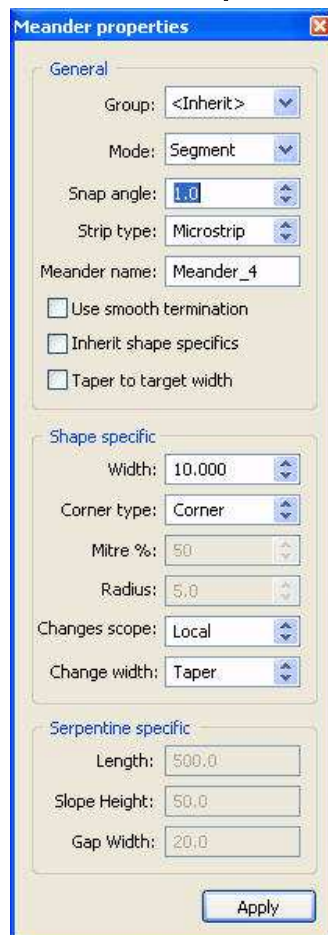 Meander properties
General
Group: <Inherit>
Mode: Segment
Snap angle: 1.0
Strip type: Microstrip
Meander name: Meander_4
Use smooth termination
Inherit shape specifics
Taper to target width
Shape specific
Width: 10.000
Corner type: Corner
Mitre %: 50
Radius: 5.0
Changes scope: Local
Change width: Taper
Serpentine specific
Length: 500.0
Slope Height: 50.0
Gap Width: 20.0
Apply